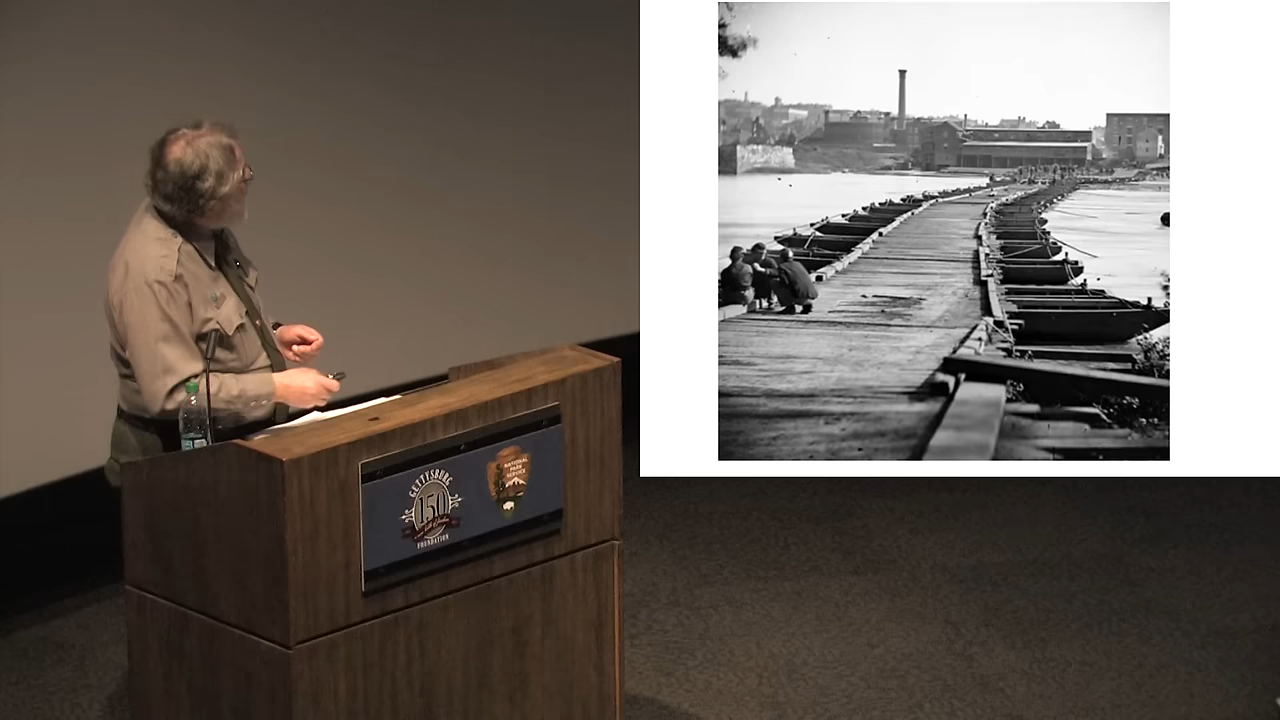 GETTYSBURG
150
FOUNDATION
NATIONAL
PARK
SERVICE